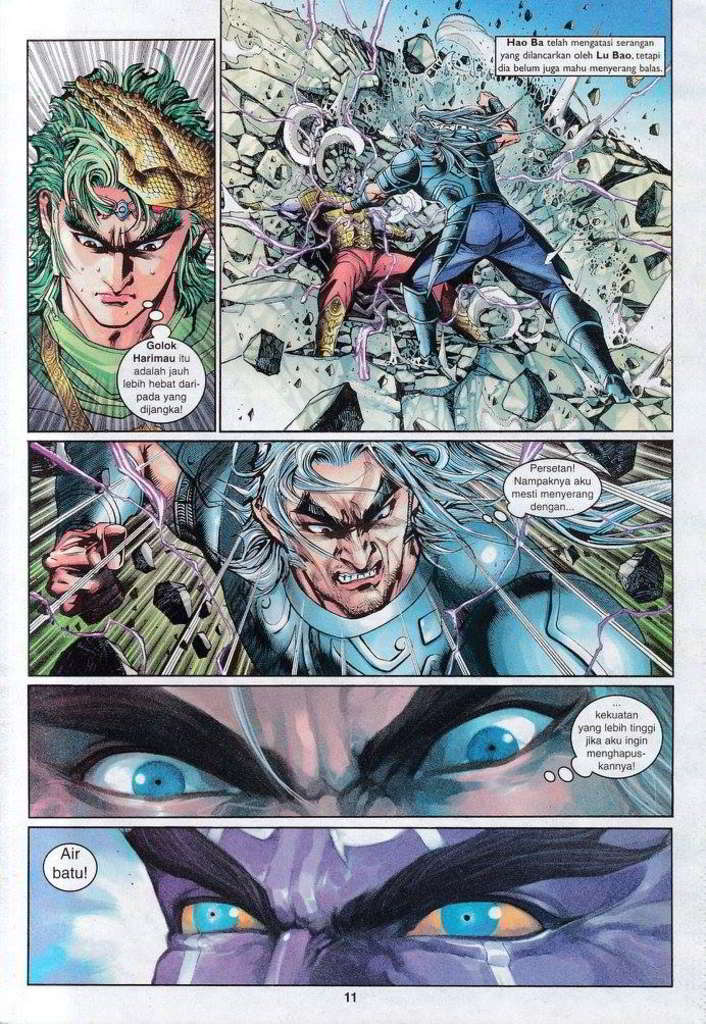 Hao Ba telah mengatasi serangan
yang dilancarkan oleh Lu Bao, tetapi
dia belum juga mahu menyerang balas.
Golok
Harimau itu
adalah jauh
lebih hebat dari-
pada yang
dijangka!
Persetan!
Nampaknya aku
mesti menyerang
dengan...
...
kekuatan
yang lebih tinggi
jika aku ingin
menghapus-
kannya!
Air
batu!
11